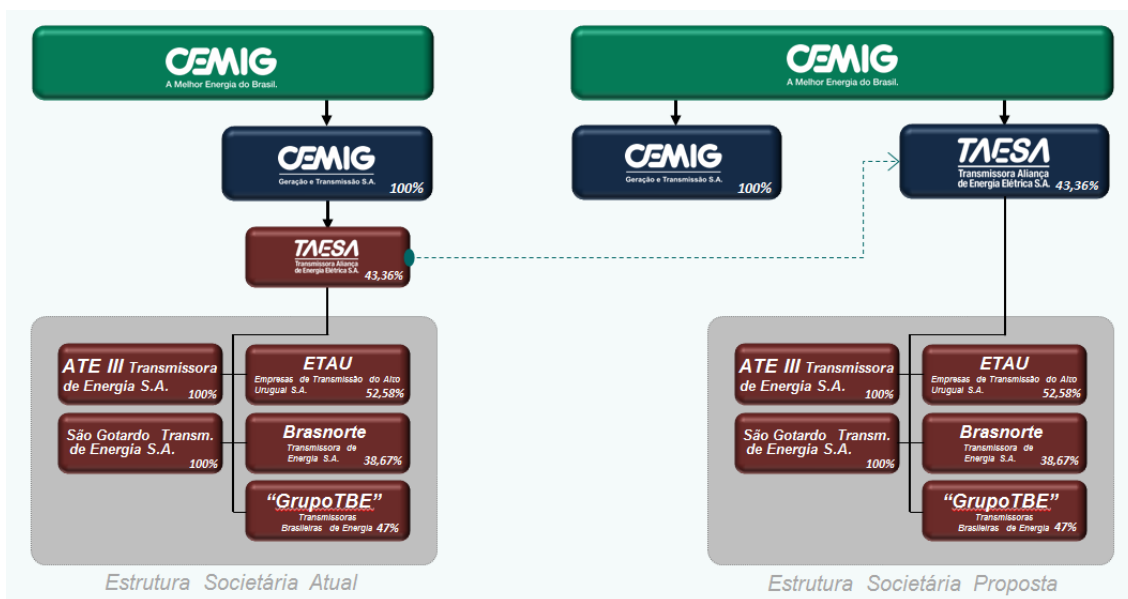 CEMIG
A Melhor Energia do Brasil.
CEMIG
Geração e Transmissão S.A.
100%
TAESA
Transmissora Aliança
de Energia Elétrica S.A.
43,36%
ATE III Transmissora
de Energia S.A.
100%
ETAU
Empresas de Transmissão do Alto
Uruguai S.A.
52,58%
São Gotardo Transm.
de Energia S.A.
100%
Brasnorte
Transmissora de
Energia S.A.
38,67%
“GrupoTBE”
Transmissoras
Brasileiras de Energia 47%
Estrutura Societária Atual
CEMIG
A Melhor Energia do Brasil.
CEMIG
Geração e Transmissão S.A.
100%
TAESA
Transmissora Aliança
de Energia Elétrica S.A. 43,36%
ATE III Transmissora
de Energia S.A.
100%
ETAU
Empresas de Transmissão do Alto
Uruguai S.A.
52,58%
São Gotardo Transm.
de Energia S.A.
100%
Brasnorte
Transmissora de
Energia S.A.
38,67%
“GrupoTBE”
Transmissoras
Brasileiras de Energia 47%
Estrutura Societária Proposta